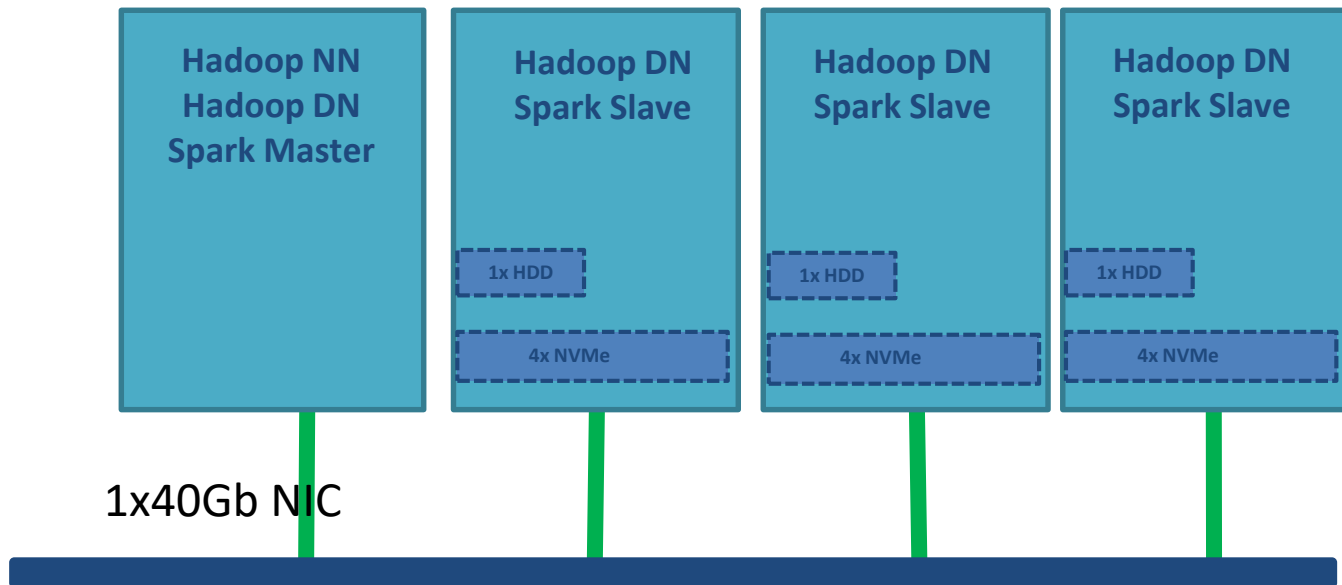 Hadoop NN
Hadoop DN
Spark Master
Hadoop DN
Spark Slave
1x HDD
4x NVMe
Hadoop DN
Spark Slave
1x HDD
4x NVMe
Hadoop DN
Spark Slave
1x HDD
4x NVMe
1x40Gb NIC